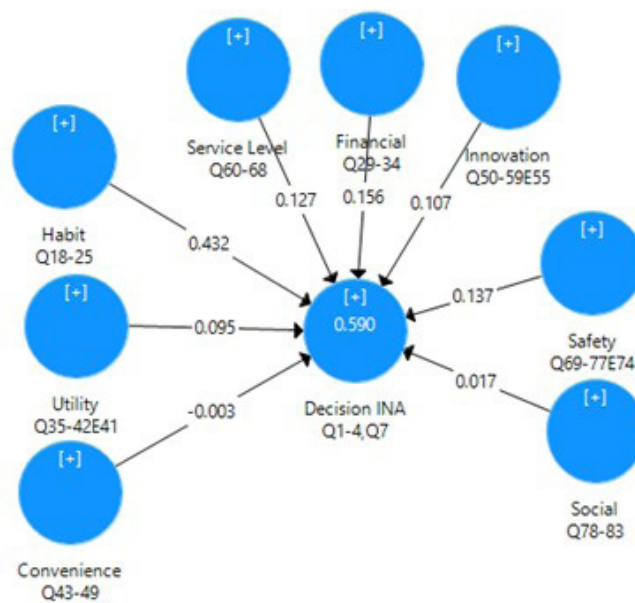 [+]
[+]
[+]
Service Level
Q60-68
Financial
Q29-34
Innovation
Q50-59E55
[+]
Habit
Q18-25
0.127
0.156
0.107
0.432
[+]
Safety
Q69-77E74
0.137
[+]
Utility
Q35-42E41
0.095
[+]
0.590
Decision INA
Q1-4,Q7
0.017
[+]
Social
Q78-83
-0.003
[+]
Convenience
Q43-49